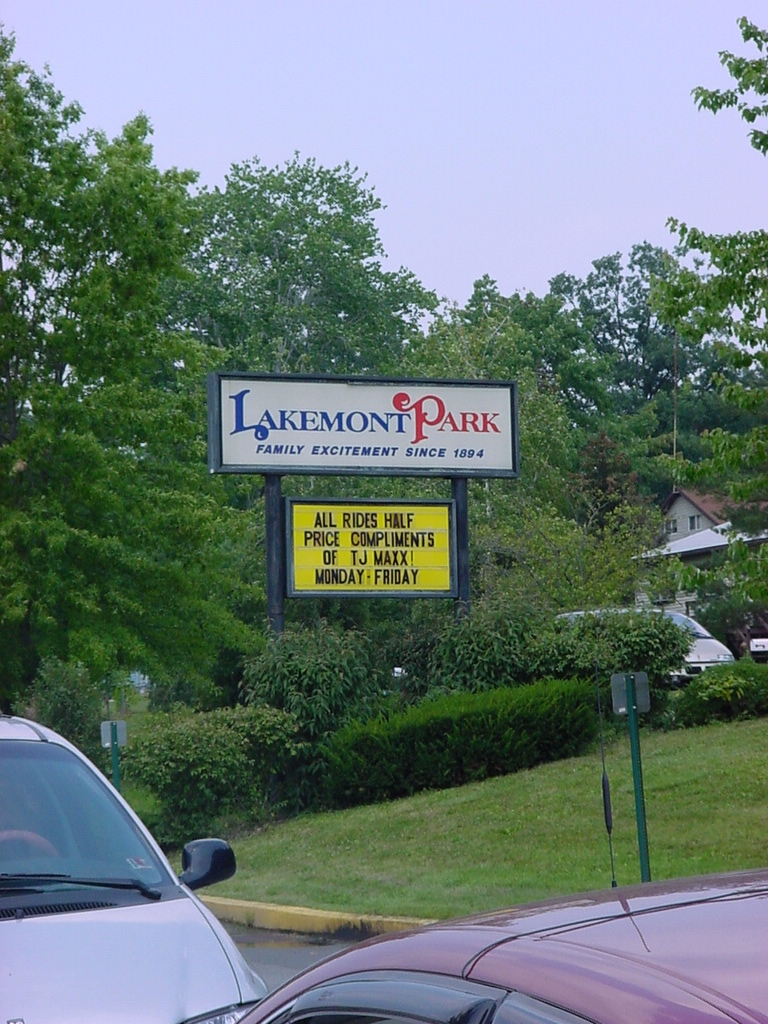 LAKEMONT PARK
FAMILY EXCITEMENT SINCE 1894
ALL RIDES HALF
PRICE COMPLIMENTS
OF TJ MAXX!
MONDAY-FRIDAY